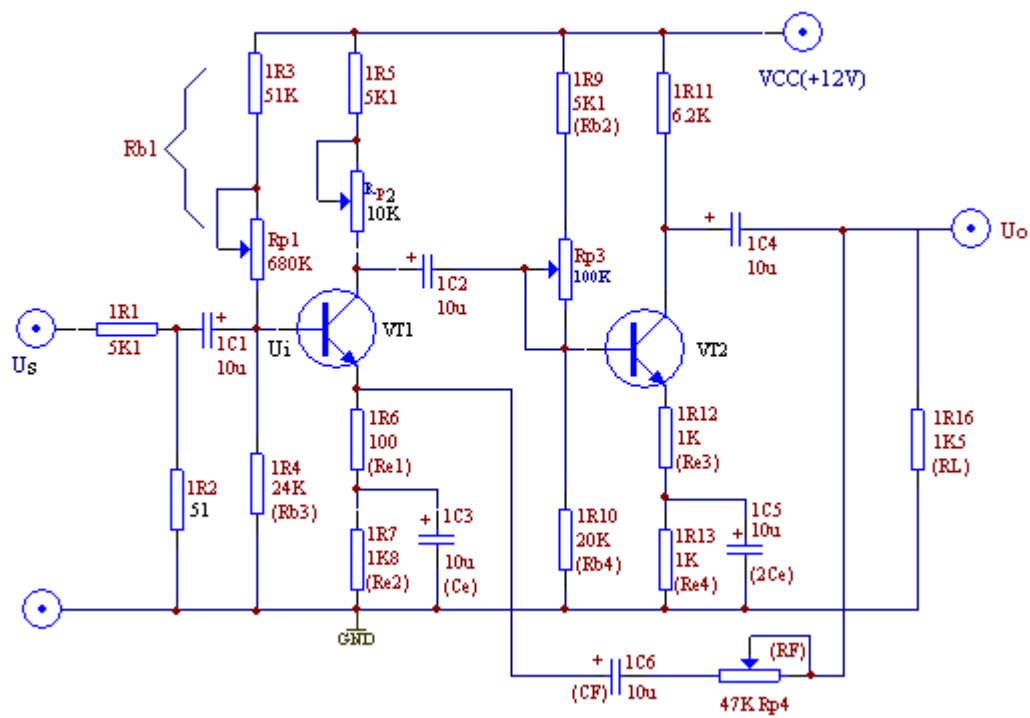 VCC(+12V)
1R3
51K
1R5
5K1
1R9
5K1
(Rb2)
1R11
6.2K
Rb1
Rp2
10K
Rp1
680K
+
1C2
10u
Rp3
100K
+
1C4
10u
Uo
1R1
5K1
+
1C1
10u
Us
Ui
VT1
VT2
1R6
100
(Re1)
1R12
1K
(Re3)
1R16
1K5
(RL)
1R2
51
1R4
24K
(Rb3)
1R7
1K8
(Re2)
+
1C3
10u
(Ce)
1R10
20K
(Rb4)
1R13
1K
(Re4)
+
1C5
10u
(2Ce)
GND
+
1C6
(CF)
10u
(RF)
47K Rp4